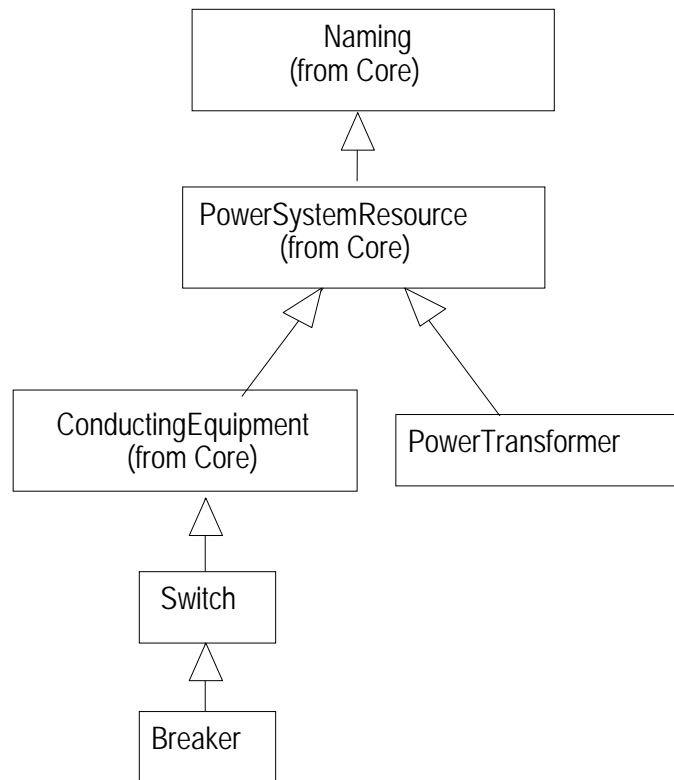 Naming
(from Core)
PowerSystemResource
(from Core)
ConductingEquipment
(from Core)
PowerTransformer
Switch
Breaker